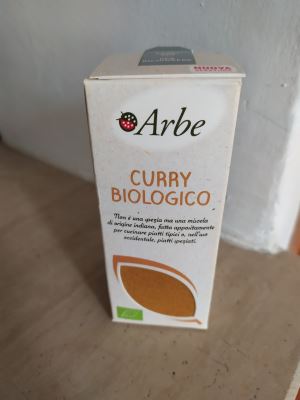 NUOVA
Arbe
CURRY
BIOLOGICO
Non è una spezia ma una miscela
di origine indiana, fatta appositamente
per cucinare piatti tipici o, nell'uso
occidentale, piatti speziati.